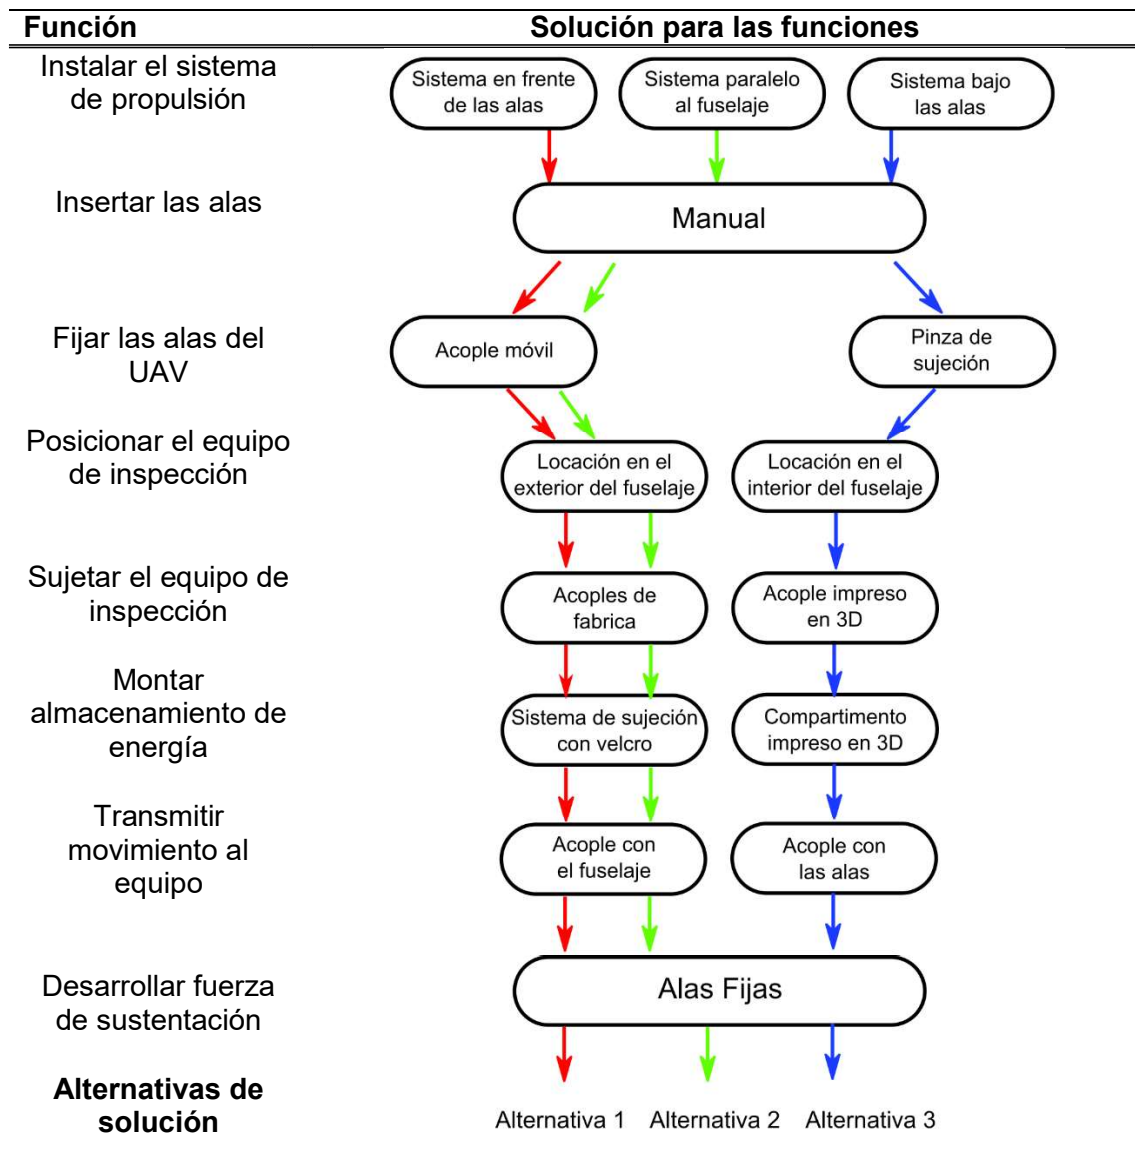 Función
Solución para las funciones
Instalar el sistema
de propulsión
Sistema en frente
de las alas
Sistema paralelo
al fuselaje
Sistema bajo
las alas
Insertar las alas
Manual
Fijar las alas del
UAV
Acople móvil
Pinza de
sujeción
Posicionar el equipo
de inspección
Locación en el
exterior del fuselaje
Locación en el
interior del fuselaje
Sujetar el equipo de
inspección
Acoples de
fabrica
Acople impreso
en 3D
Montar
almacenamiento de
energía
Sistema de sujeción
con velcro
Compartimento
impreso en 3D
Transmitir
movimiento al
equipo
Acople con
el fuselaje
Acople con
las alas
Desarrollar fuerza
de sustentación
Alas Fijas
Alternativas de
solución
Alternativa 1
Alternativa 2
Alternativa 3